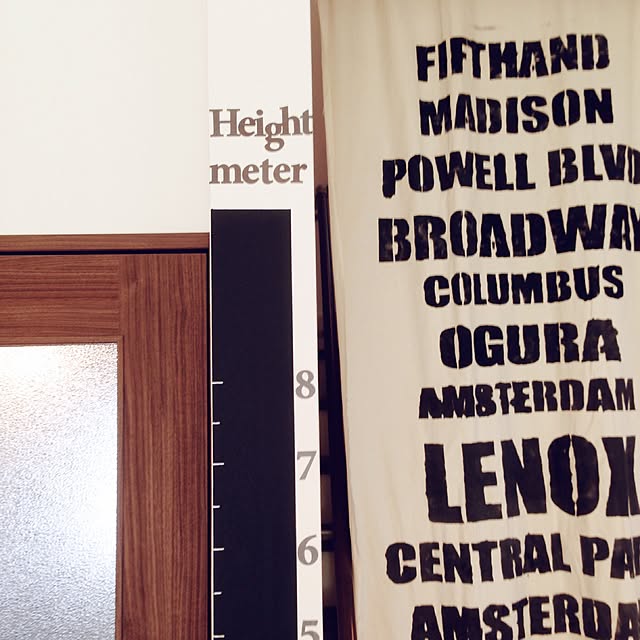 Height
meter
8
7
6
5
FIFTHAND
MADISON
POWELL BLVD
BROADWAY
COLUMBUS
OGURA
AMSTERDAM
LENOX
CENTRAL PA
AMSTERDA